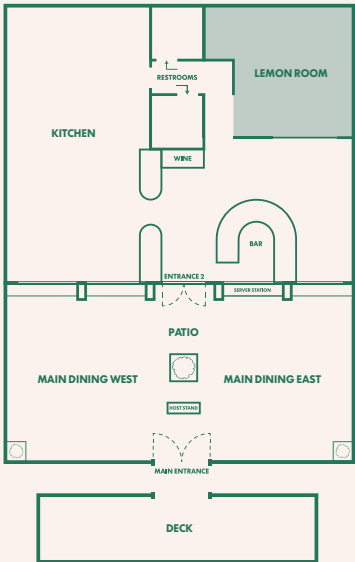 RESTROOMS
LEMON ROOM
KITCHEN
WINE
BAR
ENTRANCE 2
SERVER STATION
PATIO
MAIN DINING WEST
MAIN DINING EAST
HOST STAND
MAIN ENTRANCE
DECK